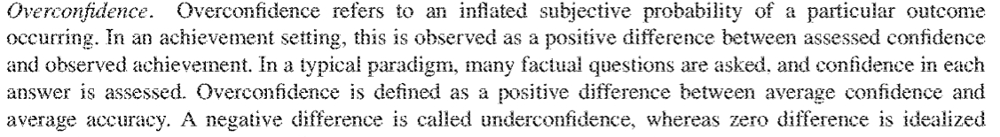 Overconfidence. Overconfidence refers to an inflated subjective probability of a particular outcome
occurring. In an achievement setting, this is observed as a positive difference between assessed confidence
and observed achievement. In a typical paradigm, many factual questions are asked, and confidence in each
answer is assessed. Overconfidence is defined as a positive difference between average confidence and
average accuracy. A negative difference is called underconfidence, whereas zero difference is idealized